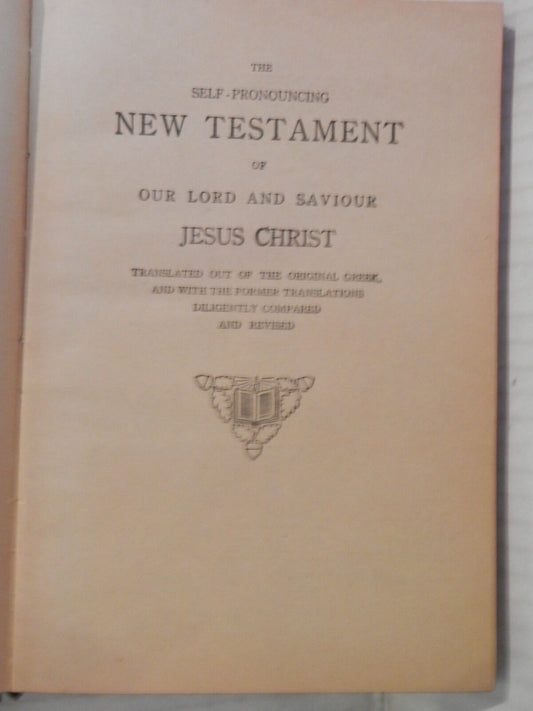 THE
SELF-PRONOUNCING
NEW TESTAMENT
OF
OUR LORD AND SAVIOUR
JESUS CHRIST
TRANSLATED OUT OF THE ORIGINAL GREEK,
AND WITH THE FORMER TRANSLATIONS
DILIGENTLY COMPARED
AND REVISED